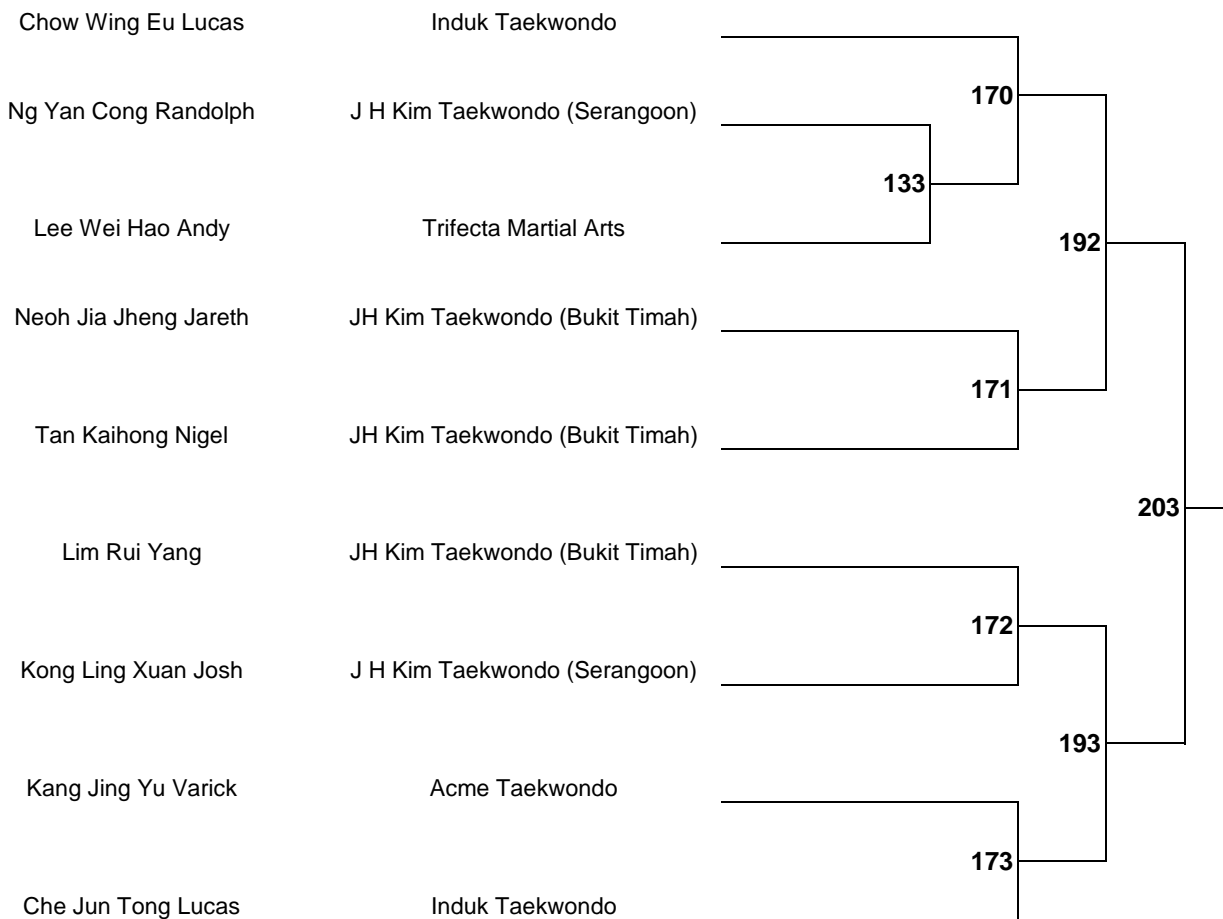 Chow Wing Eu Lucas Induk Taekwondo
170
Ng Yan Cong Randolph J H Kim Taekwondo (Serangoon)
133
Lee Wei Hao Andy Trifecta Martial Arts
192
Neoh Jia Jheng Jareth JH Kim Taekwondo (Bukit Timah)
171
Tan Kaihong Nigel JH Kim Taekwondo (Bukit Timah)
203
Lim Rui Yang JH Kim Taekwondo (Bukit Timah)
172
Kong Ling Xuan Josh J H Kim Taekwondo (Serangoon)
193
Kang Jing Yu Varick Acme Taekwondo
173
Che Jun Tong Lucas Induk Taekwondo